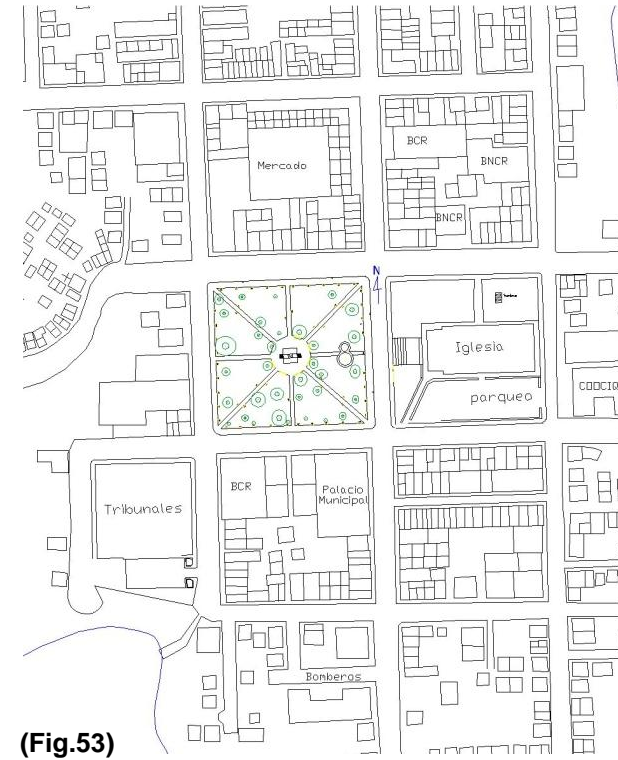 Mercado
BCR
BNCR
BNCR
N
Iglesia
parqueo
BCR
Palacio
Municipal
Tribunales
Bomberos
(Fig.53)